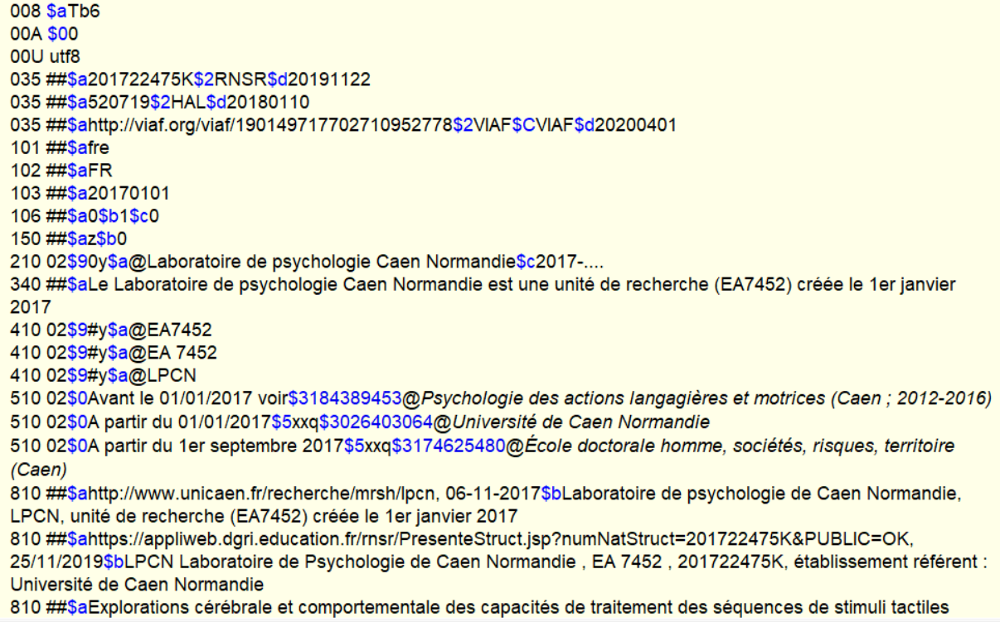 008 $aTb6
00A $00
00U utf8
035 ##$a201722475K$2RNSR$d20191122
035 ##$a520719$2HAL$d20180110
035 ##$ahttp://viaf.org/viaf/190149717702710952778$2VIAF$CVIAF$d20200401
101 ##$afre
102 ##$aFR
103 ##$a20170101
106 ##$a0$b1$c0
150 ##$az$b0
210 02$90y$a@Laboratoire de psychologie Caen Normandie$c2017-....
340 ##$aLe Laboratoire de psychologie Caen Normandie est une unité de recherche (EA7452) créée le 1er janvier
2017
410 02$9#y$a@EA7452
410 02$9#y$a@EA 7452
410 02$9#y$a@LPCN
510 02$0Avant le 01/01/2017 voir$3184389453@Psychologie des actions langagières et motrices (Caen ; 2012-2016)
510 02$0A partir du 01/01/2017$5xxq$3026403064@Université de Caen Normandie
510 02$0A partir du 1er septembre 2017$5xxq$3174625480@École doctorale homme, sociétés, risques, territoire
(Caen)
810 ##$ahttp://www.unicaen.fr/recherche/mrsh/lpcn, 06-11-2017$bLaboratoire de psychologie de Caen Normandie,
LPCN, unité de recherche (EA7452) créée le 1er janvier 2017
810 ##$ahttps://appliweb.dgri.education.fr/rnsr/PresenteStruct.jsp?numNatStruct=201722475K&PUBLIC=OK,
25/11/2019$bLPCN Laboratoire de Psychologie de Caen Normandie , EA 7452 , 201722475K, établissement référent :
Université de Caen Normandie
810 ##$aExplorations cérébrale et comportementale des capacités de traitement des séquences de stimuli tactiles